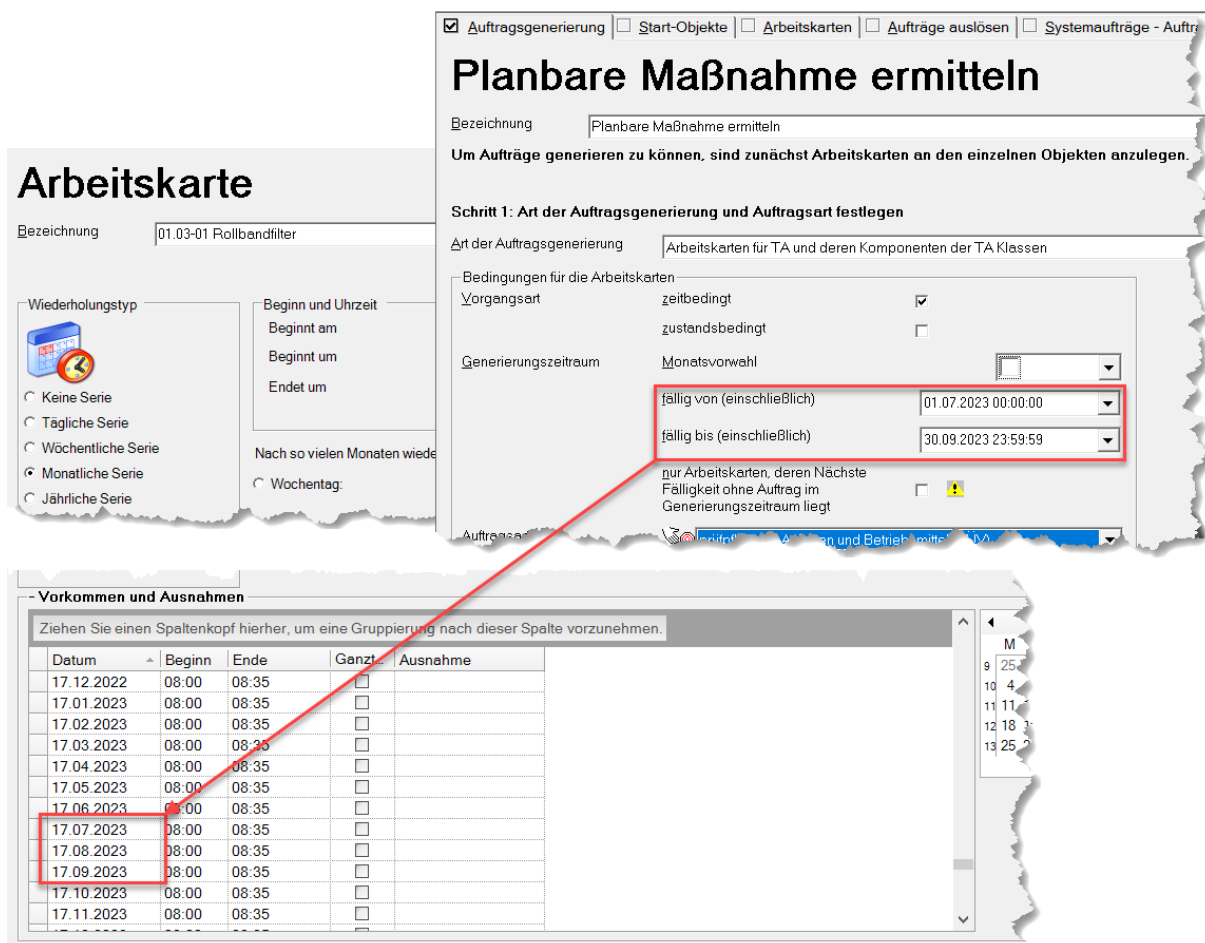 Auftragsgenerierung Start-Objekte Arbeitskarten Aufträge auslösen Systemaufträge - Auftr
Planbare Maßnahme ermitteln
Bezeichnung Planbare Maßnahme ermitteln
Um Aufträge generieren zu können, sind zunächst Arbeitskarten an den einzelnen Objekten anzulegen.
Schritt 1: Art der Auftragsgenerierung und Auftragsart festlegen
Art der Auftragsgenerierung Arbeitskarten für TA und deren Komponenten der TA Klassen
Bedingungen für die Arbeitskarten
Vorgangsart zeitbedingt
zustandsbedingt
Generierungszeitraum Monatsvorwahl
fällig von (einschließlich) 01.07.2023 00:00:00
fällig bis (einschließlich) 30.09.2023 23:59:59
nur Arbeitskarten, deren Nächste
Fälligkeit ohne Auftrag im
Generierungszeitraum liegt
Arbeitskarte
Bezeichnung 01.03-01 Rollbandfilter
Wiederholungstyp
Keine Serie
Tägliche Serie
Wöchentliche Serie
Monatliche Serie
Jährliche Serie
Beginn und Uhrzeit
Beginnt am
Beginnt um
Endet um
Nach so vielen Monaten wiede
Wochentag:
- Vorkommen und Ausnahmen
Ziehen Sie einen Spaltenkopf hierher, um eine Gruppierung nach dieser Spalte vorzunehmen.
Datum Beginn Ende Ganzt... Ausnahme
17.12.2022 08:00 08:35
17.01.2023 08:00 08:35
17.02.2023 08:00 08:35
17.03.2023 08:00 08:35
17.04.2023 08:00 08:35
17.05.2023 08:00 08:35
17.06.2023 08:00 08:35
17.07.2023 08:00 08:35
17.08.2023 08:00 08:35
17.09.2023 08:00 08:35
17.10.2023 08:00 08:35
17.11.2023 08:00 08:35
M
9 25
10 4
11 11
12 18
13 25